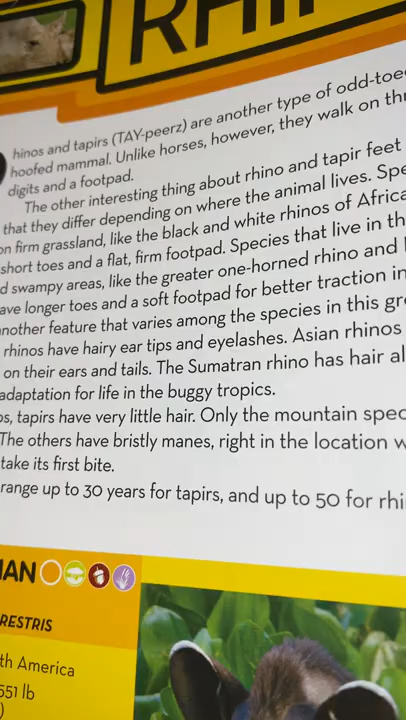 RHI
hinos and tapirs (TAY-peerz) are another type of odd-toe
hoofed mammal. Unlike horses, however, they walk on thr
digits and a footpad.
The other interesting thing about rhino and tapir feet
that they differ depending on where the animal lives. Spe
on firm grassland, like the black and white rhinos of Africa
short toes and a flat, firm footpad. Species that live in th
d swampy areas, like the greater one-horned rhino and
ave longer toes and a soft footpad for better traction in
nother feature that varies among the species in this gr
rhinos have hairy ear tips and eyelashes. Asian rhinos
on their ears and tails. The Sumatran rhino has hair al
adaptation for life in the buggy tropics.
os, tapirs have very little hair. Only the mountain spec
The others have bristly manes, right in the location w
take its first bite.
range up to 30 years for tapirs, and up to 50 for rhi
IAN
RESTRIS
th America
551 lb
)